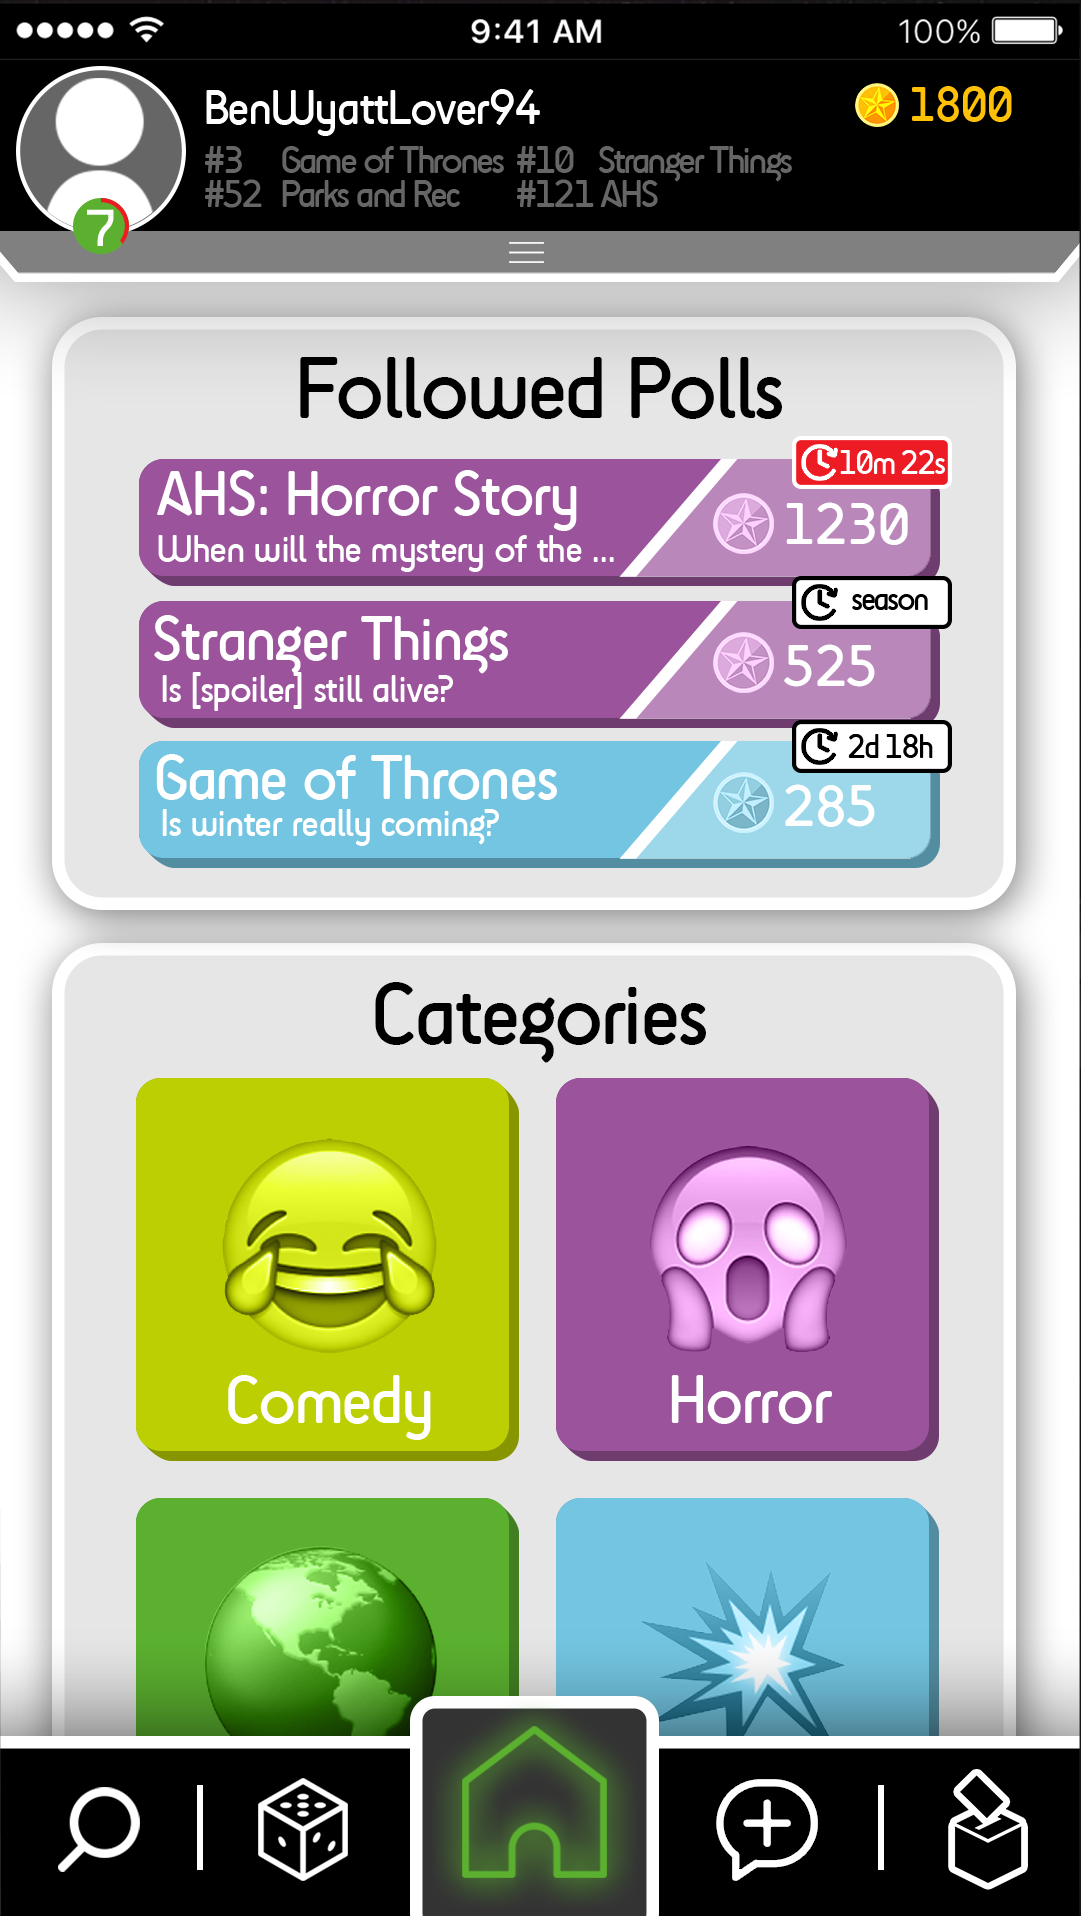 9:41 AM 100%
BenWyattLover94 1800
#3 Game of Thrones #10 Stranger Things
#52 Parks and Rec #121 AHS
7
Followed Polls
10m 22s
AHS: Horror Story
1230
When will the mystery of the ...
season
Stranger Things
525
Is [spoiler] still alive?
2d 18h
Game of Thrones
285
Is winter really coming?
Categories
Comedy Horror